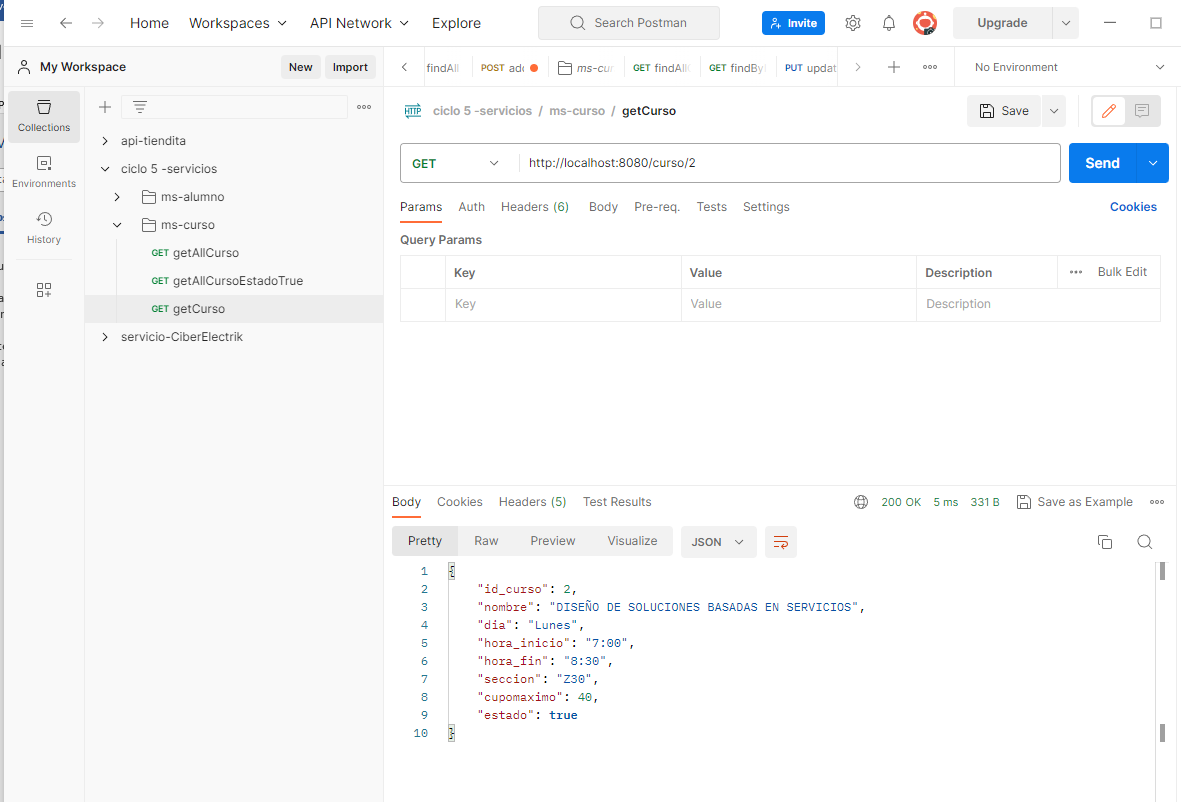 Home Workspaces API Network Explore Search Postman Invite Upgrade
My Workspace New Import
findAll POST add ms-cur GET findAll GET findBy PUT updat No Environment
Collections
Environments
History
api-tiendita
ciclo 5 -servicios
ms-alumno
ms-curso
GET getAllCurso
GET getAllCursoEstadoTrue
GET getCurso
servicio-CiberElectrik
HTTP ciclo 5 -servicios / ms-curso / getCurso Save
GET http://localhost:8080/curso/2 Send
Params Auth Headers (6) Body Pre-req. Tests Settings Cookies
Query Params
Key Value Description Bulk Edit
Key Value Description
Body Cookies Headers (5) Test Results 200 OK 5 ms 331 B Save as Example
Pretty Raw Preview Visualize JSON
1 {
2 "id_curso": 2,
3 "nombre": "DISEÑO DE SOLUCIONES BASADAS EN SERVICIOS",
4 "dia": "Lunes",
5 "hora_inicio": "7:00",
6 "hora_fin": "8:30",
7 "seccion": "Z30",
8 "cupomaximo": 40,
9 "estado": true
10 }